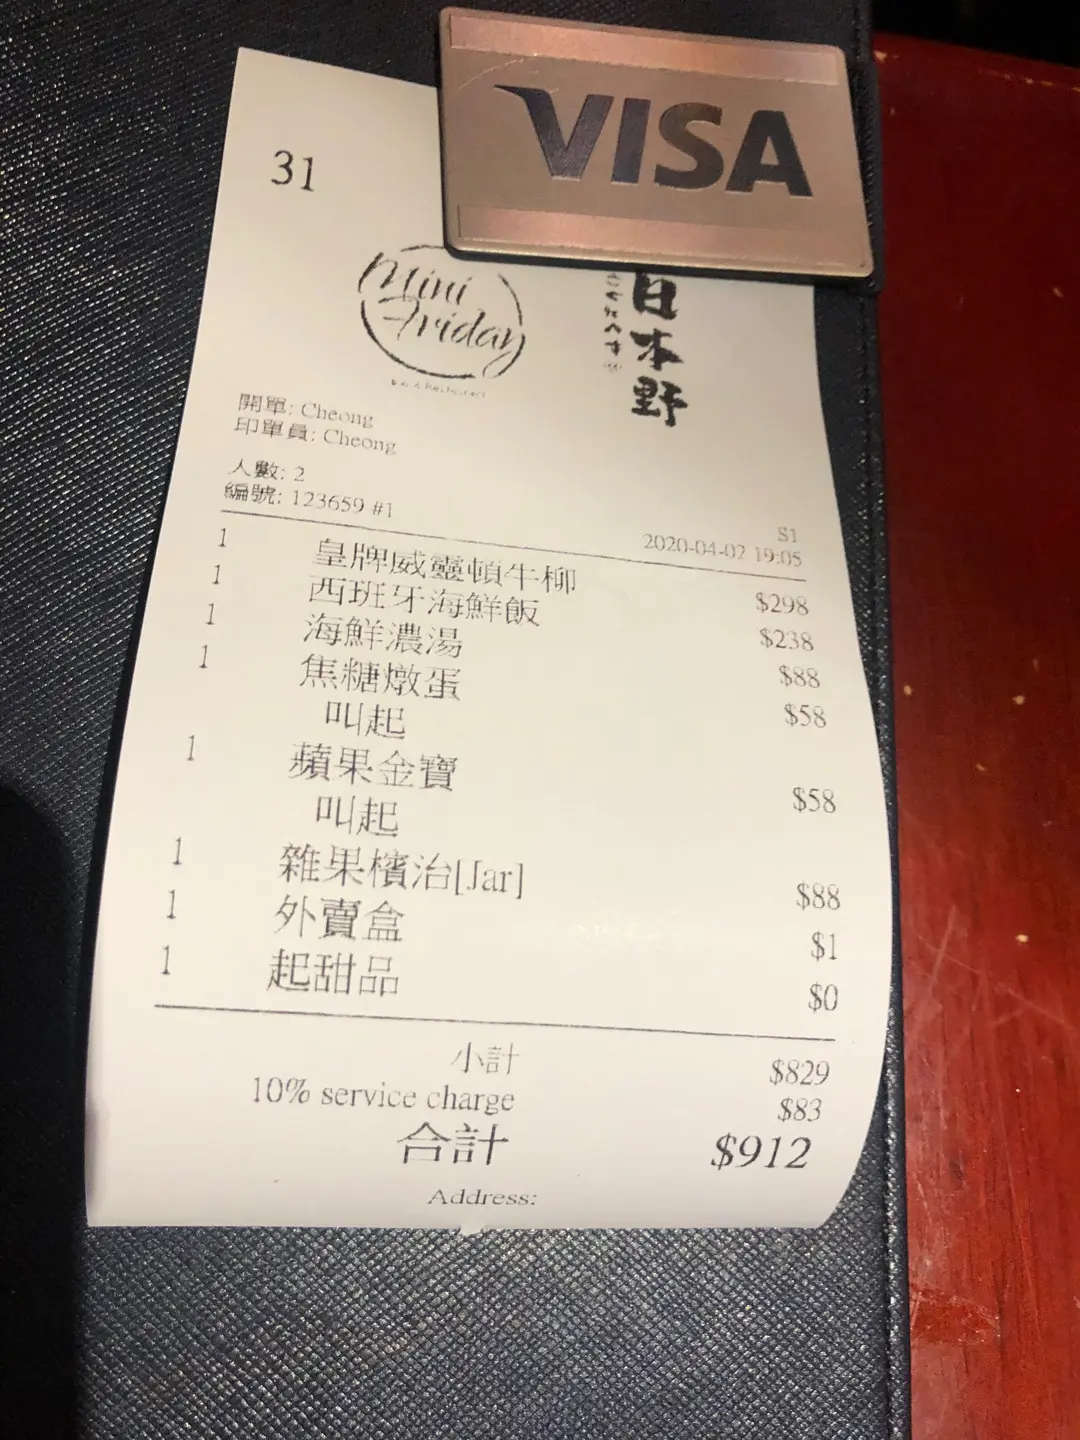 VISA
31
Mini
Friday
Bar & Restaurant
日本野
開單: Cheong
印單員: Cheong
人數: 2
編號: 123659 #1
S1
2020-04-02 19:05
1 皇牌威靈頓牛柳 $298
1 西班牙海鮮飯 $238
1 海鮮濃湯 $88
1 焦糖燉蛋 $58
叫起
1 蘋果金寶 $58
叫起
1 雜果檳治[Jar] $88
1 外賣盒 $1
1 起甜品 $0
小計 $829
10% service charge $83
合計 $912
Address: